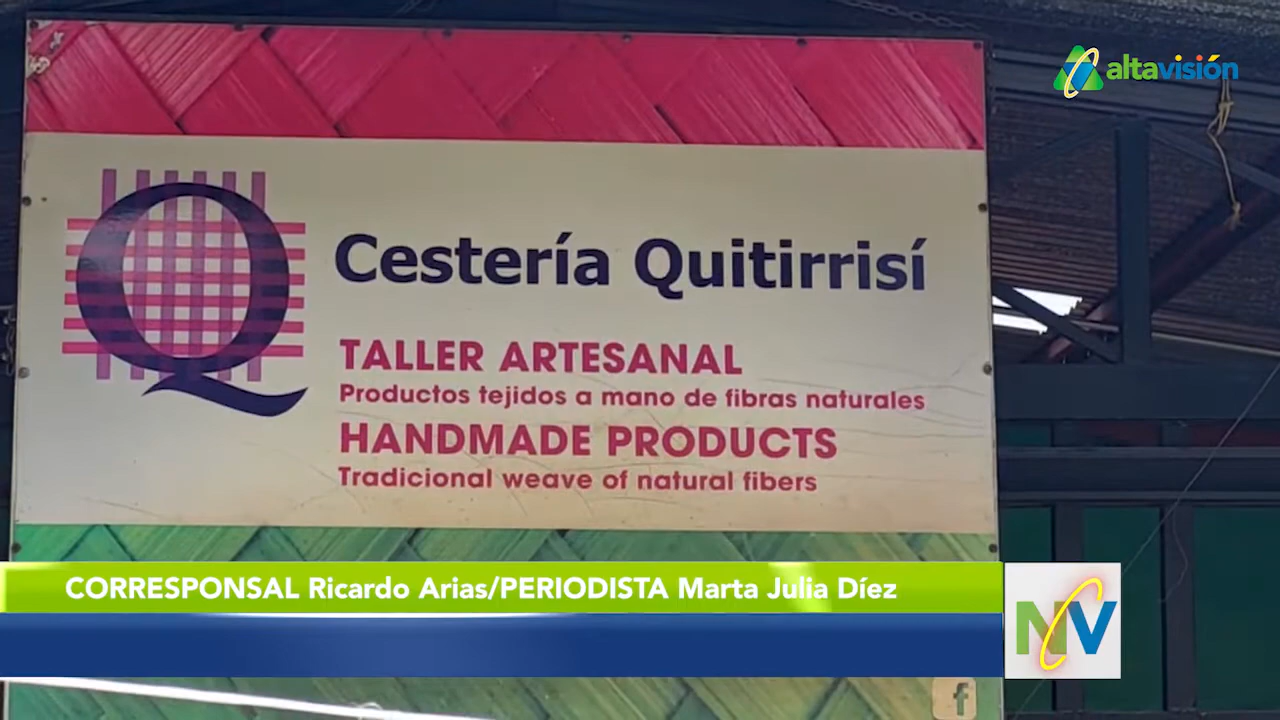 altavisión
Q
Cestería Quitirrisí
TALLER ARTESANAL
Productos tejidos a mano de fibras naturales
HANDMADE PRODUCTS
Tradicional weave of natural fibers
CORRESPONSAL Ricardo Arias/PERIODISTA Marta Julia Díez
NV
f